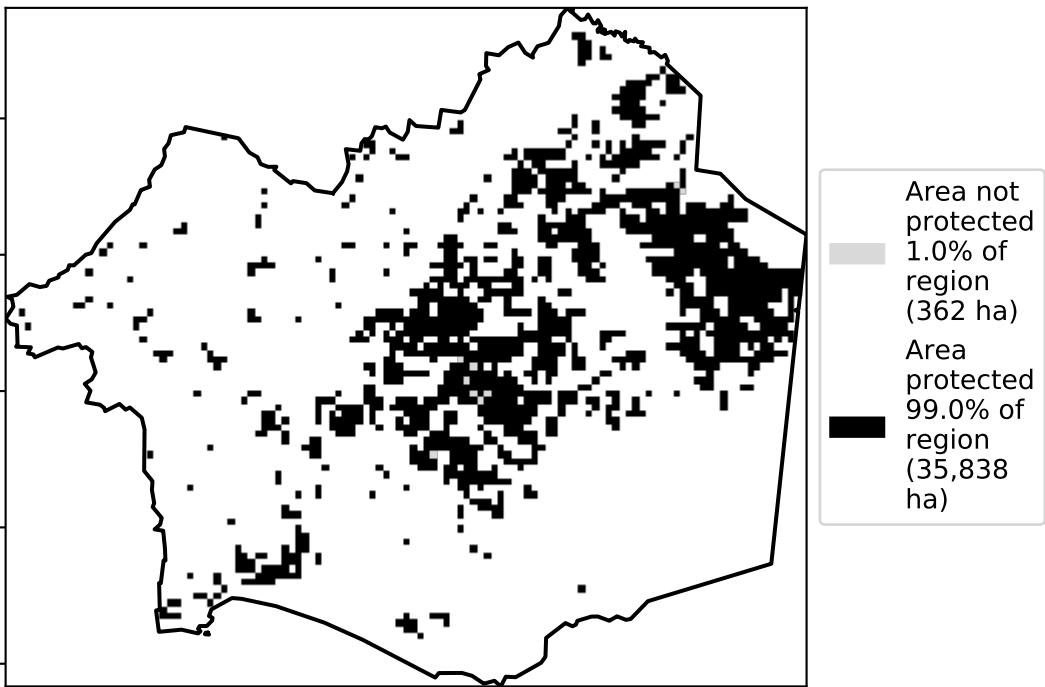 Area not
protected
1.0% of
region
(362 ha)
Area
protected
99.0% of
region
(35,838
ha)